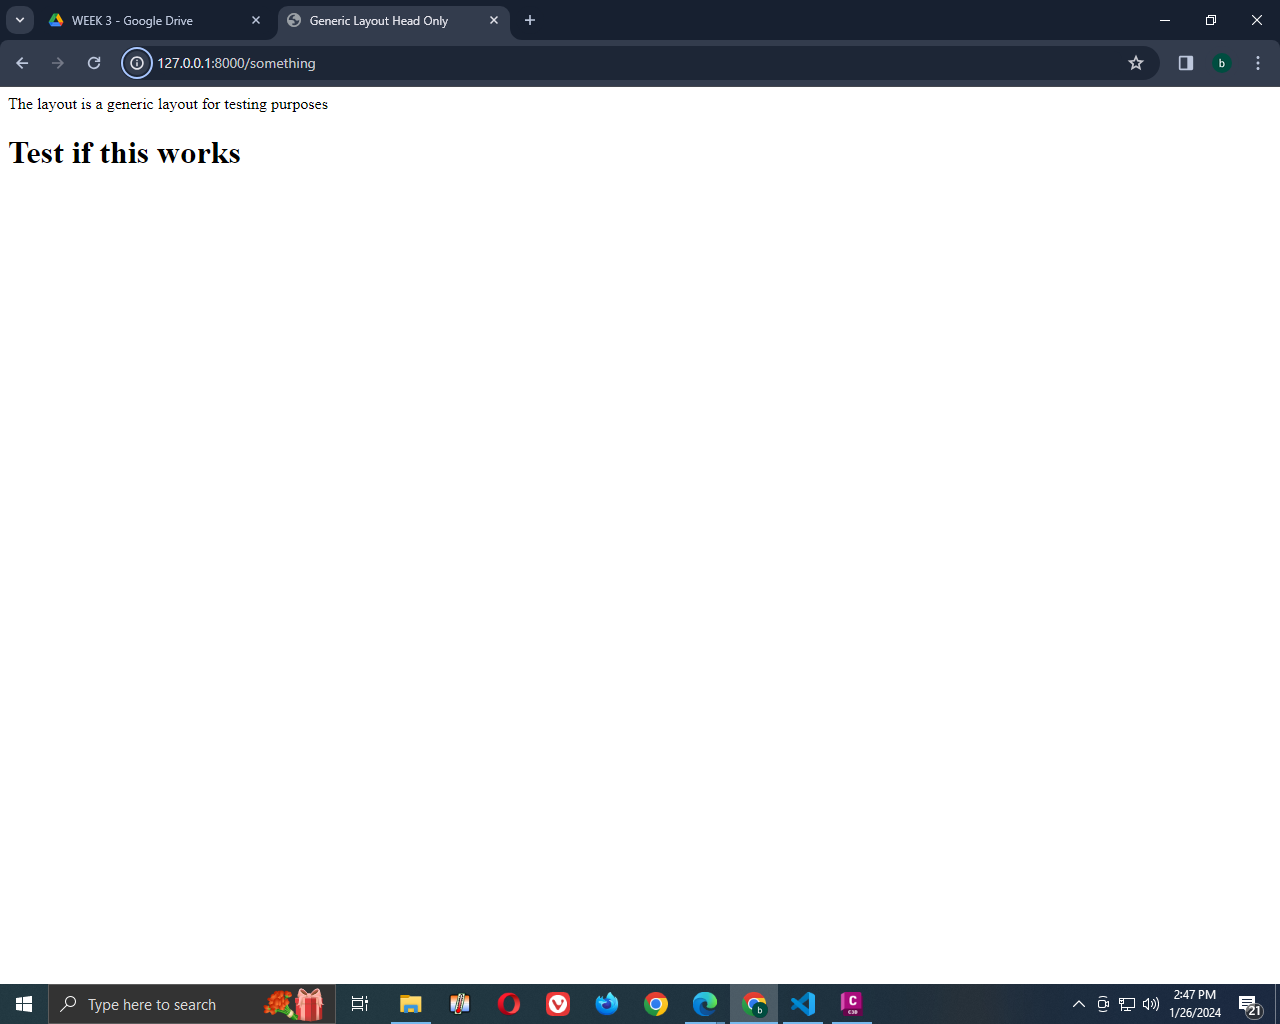 WEEK 3 - Google Drive
Generic Layout Head Only
127.0.0.1:8000/something
b
The layout is a generic layout for testing purposes
Test if this works
Type here to search
b
C
C3D
2:47 PM
1/26/2024
21